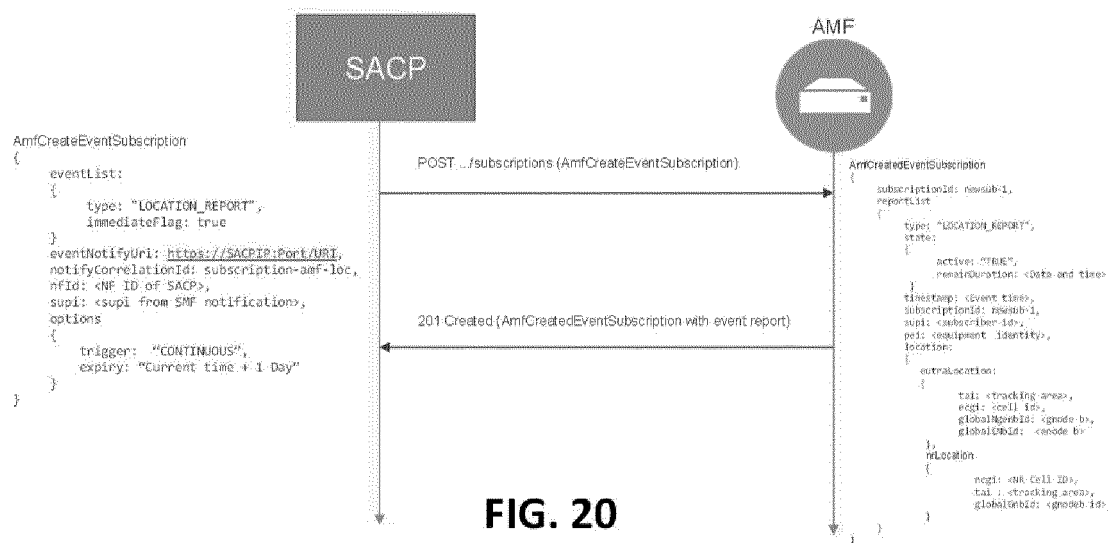 SACP
AMF
AmfCreateEventSubscription
{
eventList:
{
type: "LOCATION_REPORT",
immediateFlag: true
}
eventNotifyUri: https://SACPIP:Port/URI,
notifyCorrelationId: subscription-amf-loc,
nfId: <NF ID of SACP>,
supi: <supi from SMF notification>,
options
{
trigger: "CONTINUOUS",
expiry: "Current time + 1 Day"
}
}
POST .../subscriptions (AmfCreateEventSubscription)
201 Created (AmfCreatedEventSubscription with event report)
AmfCreatedEventSubscription
{
subscriptionId: newsub-1,
reportList
{
type: "LOCATION_REPORT",
state:
{
active: "TRUE",
remainDuration: <Date and time>
}
timestamp: <Event time>,
subscriptionId: newsub-1,
supi: <subscriber-id>,
pei: <equipment identity>,
location:
{
eutraLocation:
{
tai: <tracking area>,
ecgi: <cell id>,
globalNgenbId: <gnode b>,
globalENbId: <enode b>
},
nrLocation
{
ncgi: <NR Cell ID>,
tai : <tracking area>,
globalGnbId: <gnodeb id>
}
}
}
FIG. 20